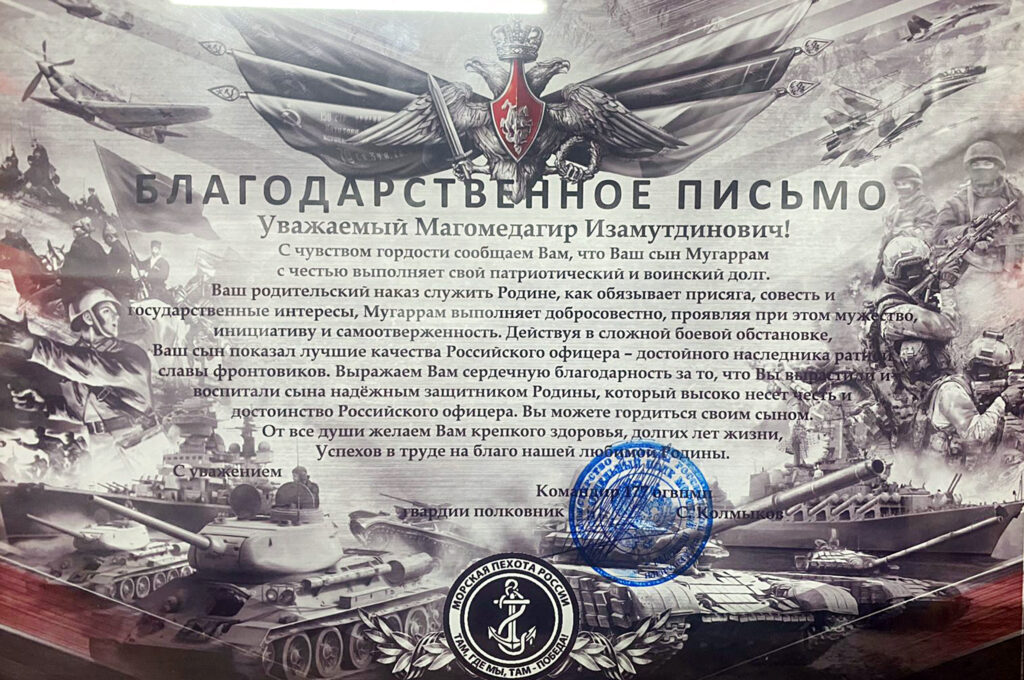 БЛАГОДАРСТВЕННОЕ ПИСЬМО
Уважаемый Магомедагир Изамутдинович!
С чувством гордости сообщаем Вам, что Ваш сын Мугаррам
с честью выполняет свой патриотический и воинский долг.
Ваш родительский наказ служить Родине, как обязывает присяга, совесть и
государственные интересы, Мугаррам выполняет добросовестно, проявляя при этом мужество,
инициативу и самоотверженность. Действуя в сложной боевой обстановке,
Ваш сын показал лучшие качества Российского офицера – достойного наследника ратной
славы фронтовиков. Выражаем Вам сердечную благодарность за то, что Вы вырастили и
воспитали сына надёжным защитником Родины, который высоко несет честь и
достоинство Российского офицера. Вы можете гордиться своим сыном.
От все души желаем Вам крепкого здоровья, долгих лет жизни,
Успехов в труде на благо нашей любимой Родины.
С уважением
Командир 177 огвпмп
гвардии полковник С. Колмыков
МОРСКАЯ ПЕХОТА РОССИИ
ТАМ, ГДЕ МЫ, ТАМ - ПОБЕДА!